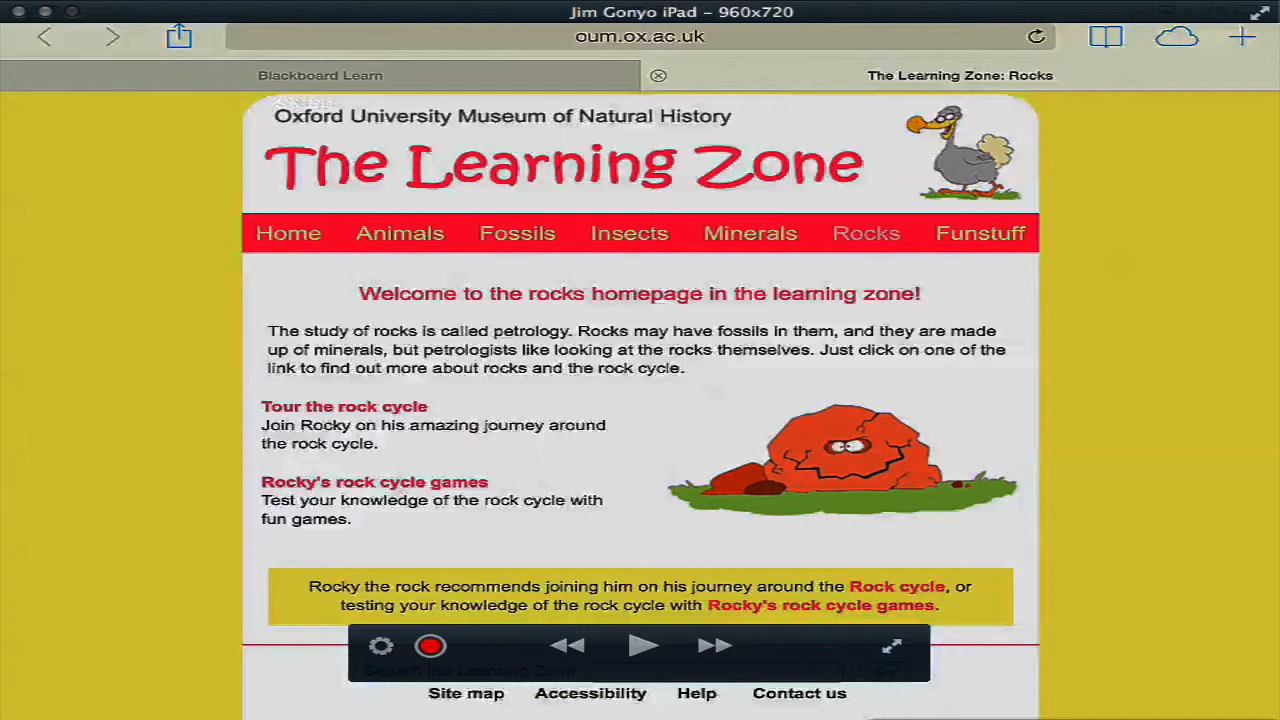 Jim Gonyo iPad – 960x720
oum.ox.ac.uk
Blackboard Learn
The Learning Zone: Rocks
Oxford University Museum of Natural History
The Learning Zone
Home Animals Fossils Insects Minerals Rocks Funstuff
Welcome to the rocks homepage in the learning zone!
The study of rocks is called petrology. Rocks may have fossils in them, and they are made
up of minerals, but petrologists like looking at the rocks themselves. Just click on one of the
link to find out more about rocks and the rock cycle.
Tour the rock cycle
Join Rocky on his amazing journey around
the rock cycle.
Rocky's rock cycle games
Test your knowledge of the rock cycle with
fun games.
Rocky the rock recommends joining him on his journey around the Rock cycle, or
testing your knowledge of the rock cycle with Rocky's rock cycle games.
Search the Learning Zone
Site map Accessibility Help Contact us